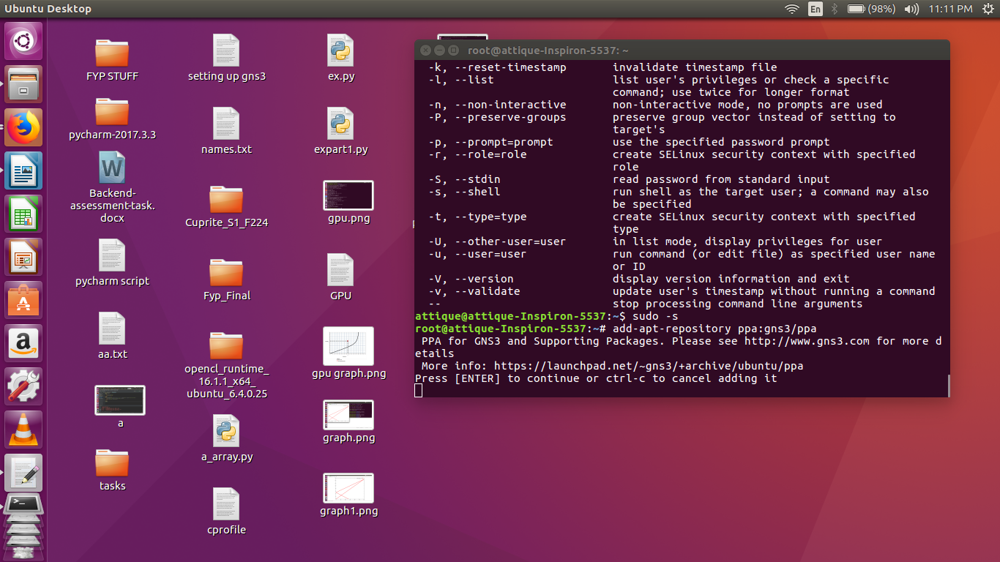 Ubuntu Desktop
En
(98%)
11:11 PM
FYP STUFF
setting up gns3
ex.py
pycharm-2017.3.3
names.txt
expart1.py
W
Backend-
assessment-task.
docx
Cuprite_S1_F224
gpu.png
pycharm script
Fyp_Final
GPU
aa.txt
opencl_runtime_
16.1.1_x64_
ubuntu_6.4.0.25
gpu graph.png
a
a_array.py
graph.png
tasks
cprofile
graph1.png
root@attique-inspiron-5537: ~
-k, --reset-timestamp invalidate timestamp file
-l, --list list user's privileges or check a specific
command; use twice for longer format
-n, --non-interactive non-interactive mode, no prompts are used
-P, --preserve-groups preserve group vector instead of setting to
target's
-p, --prompt=prompt use the specified password prompt
-r, --role=role create SELinux security context with specified
role
-S, --stdin read password from standard input
-s, --shell run shell as the target user; a command may also
be specified
-t, --type=type create SELinux security context with specified
type
-U, --other-user=user in list mode, display privileges for user
-u, --user=user run command (or edit file) as specified user name
or ID
-V, --version display version information and exit
-v, --validate update user's timestamp without running a command
-- stop processing command line arguments
attique@attique-Inspiron-5537:~$ sudo -s
root@attique-Inspiron-5537:~# add-apt-repository ppa:gns3/ppa
PPA for GNS3 and Supporting Packages. Please see http://www.gns3.com for more d
etails
More info: https://launchpad.net/~gns3/+archive/ubuntu/ppa
Press [ENTER] to continue or ctrl-c to cancel adding it